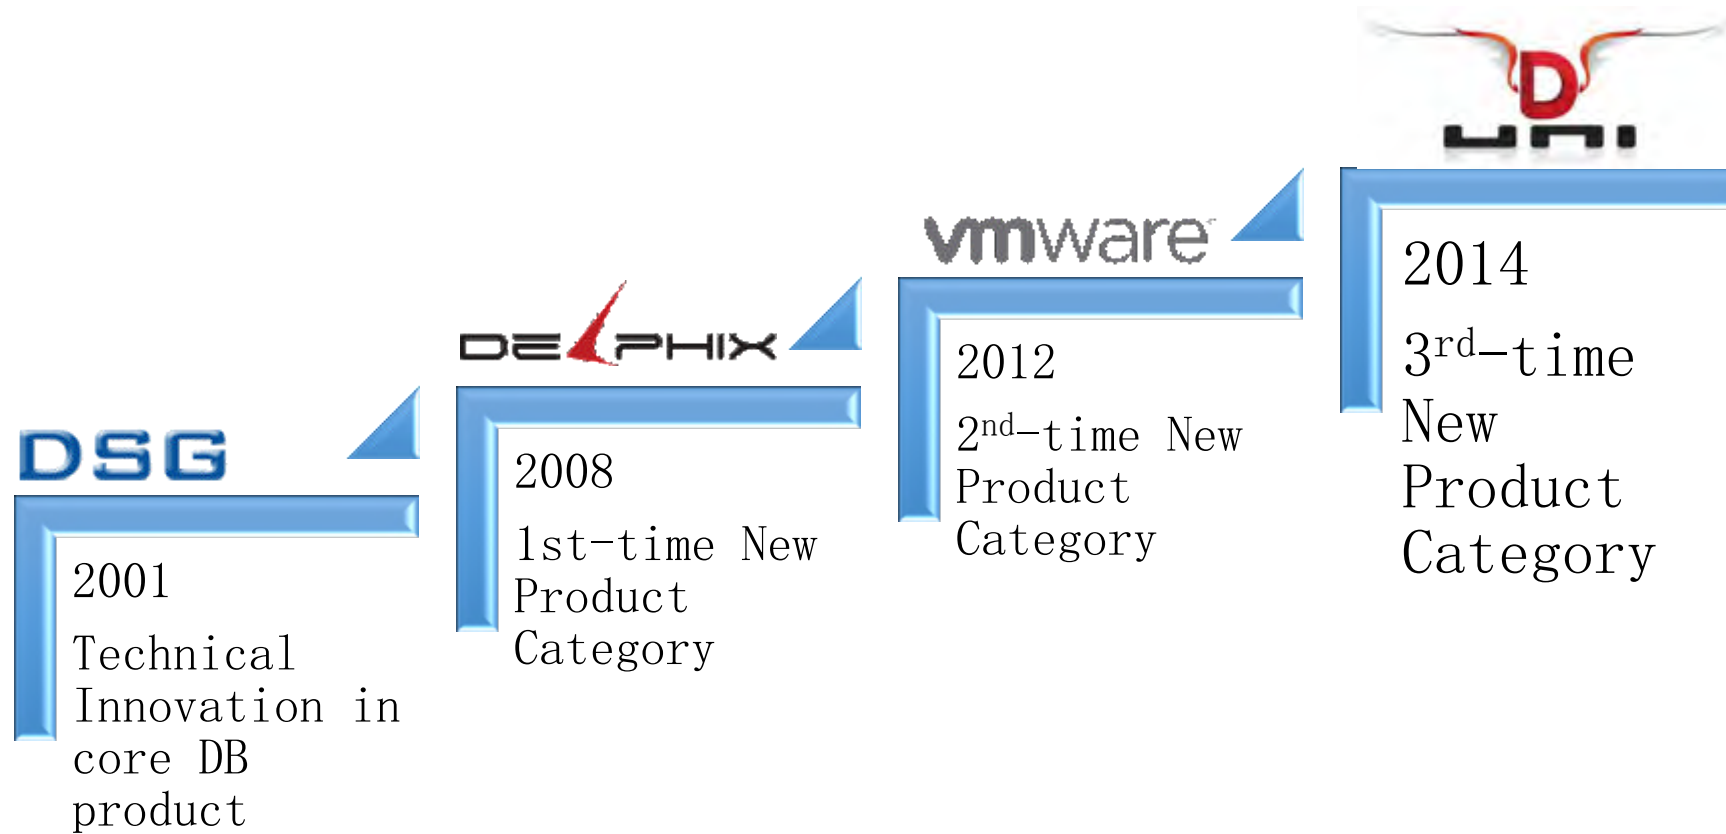 DSG
2001
Technical
Innovation in
core DB
product
DELPHIX
2008
1st-time New
Product
Category
vmware
2012
2nd-time New
Product
Category
D
uni
2014
3rd-time
New
Product
Category